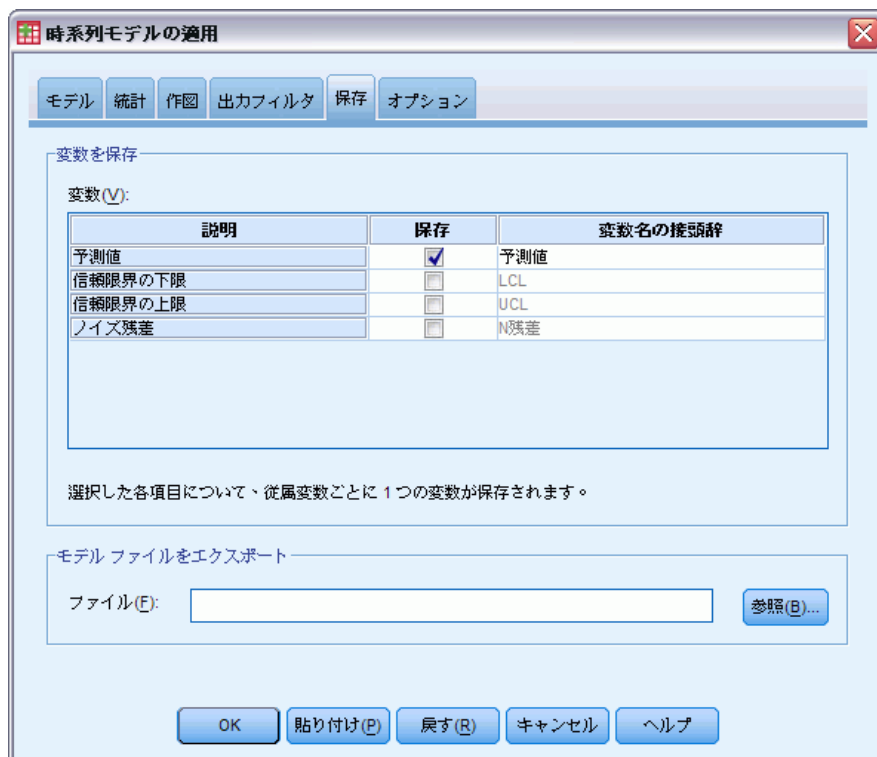 時系列モデルの適用
モデル 統計 作図 出力フィルタ 保存 オプション
変数を保存
変数(V):
説明 保存 変数名の接頭辞
予測値 予測値
信頼限界の下限 LCL
信頼限界の上限 UCL
ノイズ残差 N残差
選択した各項目について、従属変数ごとに 1 つの変数が保存されます。
モデル ファイルをエクスポート
ファイル(F): 参照(B)...
OK 貼り付け(P) 戻す(R) キャンセル ヘルプ